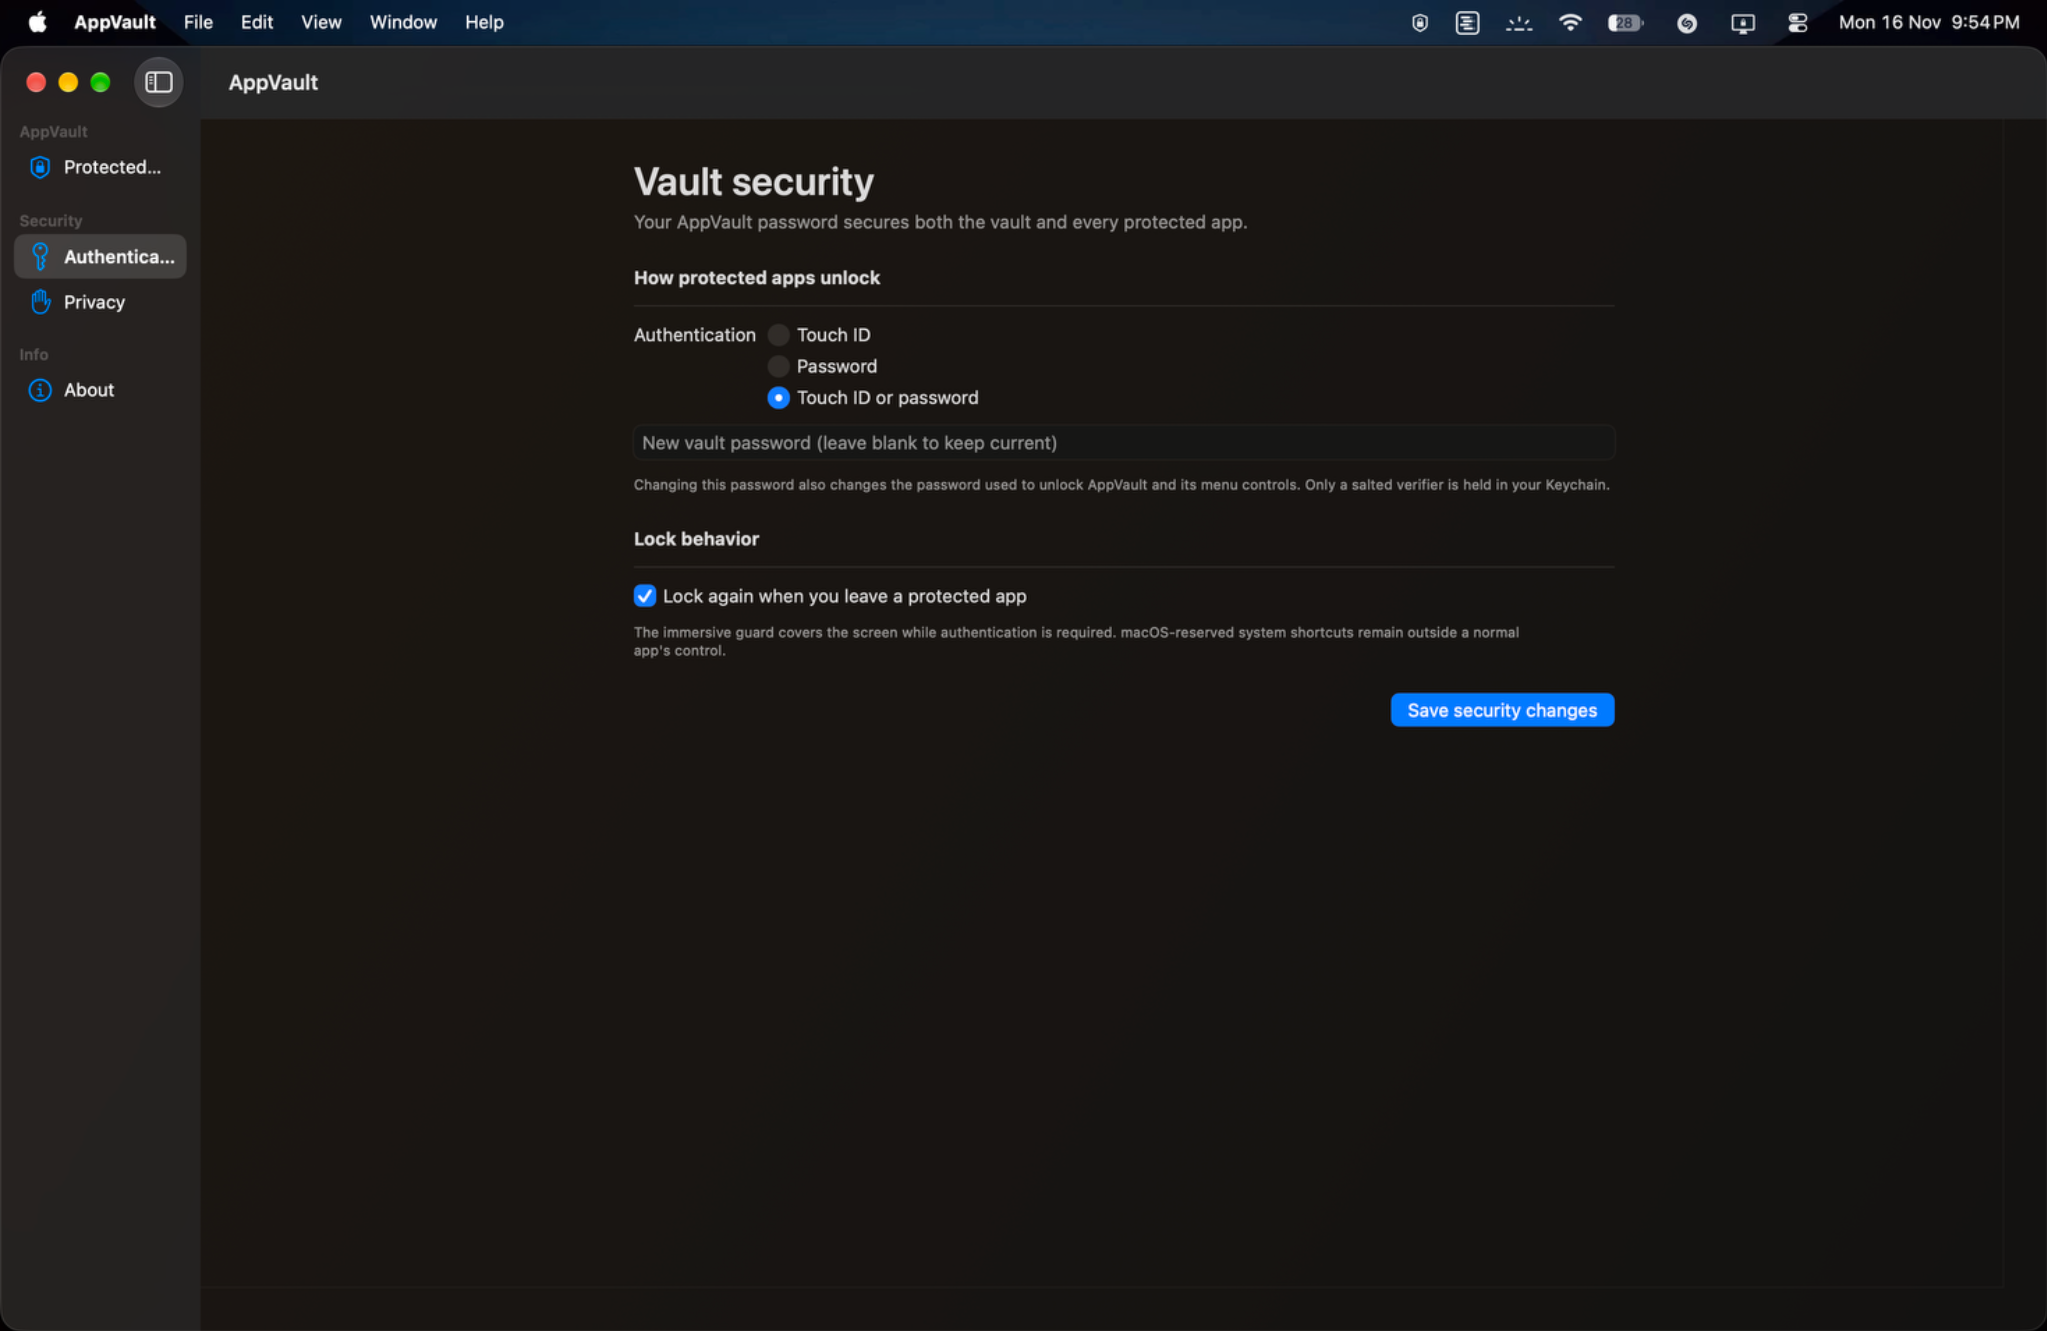 AppVault File Edit View Window Help 28 Mon 16 Nov 9:54 PM
AppVault
AppVault
Protected...
Security
Authentica...
Privacy
Info
About
Vault security
Your AppVault password secures both the vault and every protected app.
How protected apps unlock
Authentication Touch ID
Password
Touch ID or password
New vault password (leave blank to keep current)
Changing this password also changes the password used to unlock AppVault and its menu controls. Only a salted verifier is held in your Keychain.
Lock behavior
Lock again when you leave a protected app
The immersive guard covers the screen while authentication is required. macOS-reserved system shortcuts remain outside a normal
app's control.
Save security changes